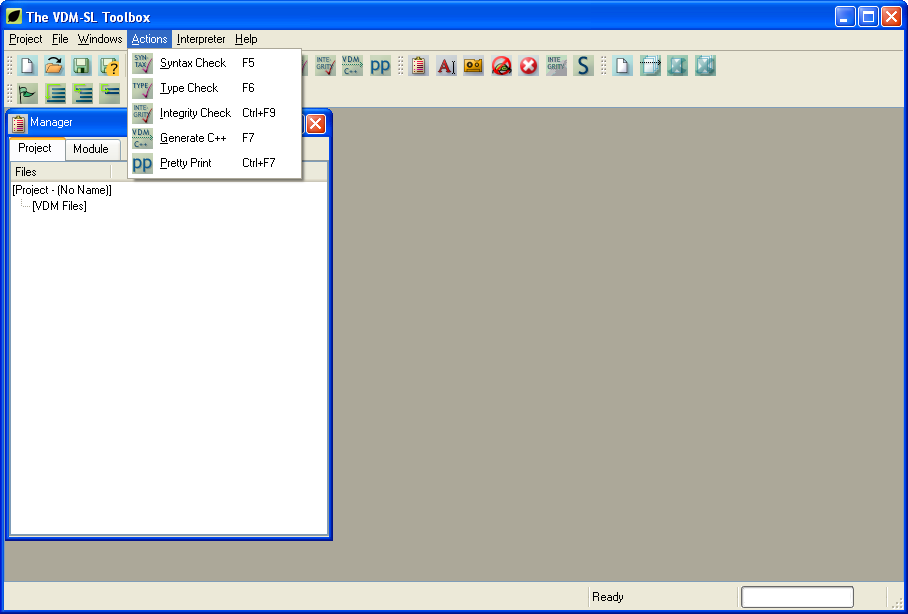 The VDM-SL Toolbox
Project File Windows Actions Interpreter Help
SYN-TAX Syntax Check F5
TYPE Type Check F6
INTE-GRITY Integrity Check Ctrl+F9
VDM C++ Generate C++ F7
pp Pretty Print Ctrl+F7
INTE-GRITY VDM C++ pp A INTE-GRITY S
Manager
Project Module
Files
[Project - (No Name)]
[VDM Files]
Ready